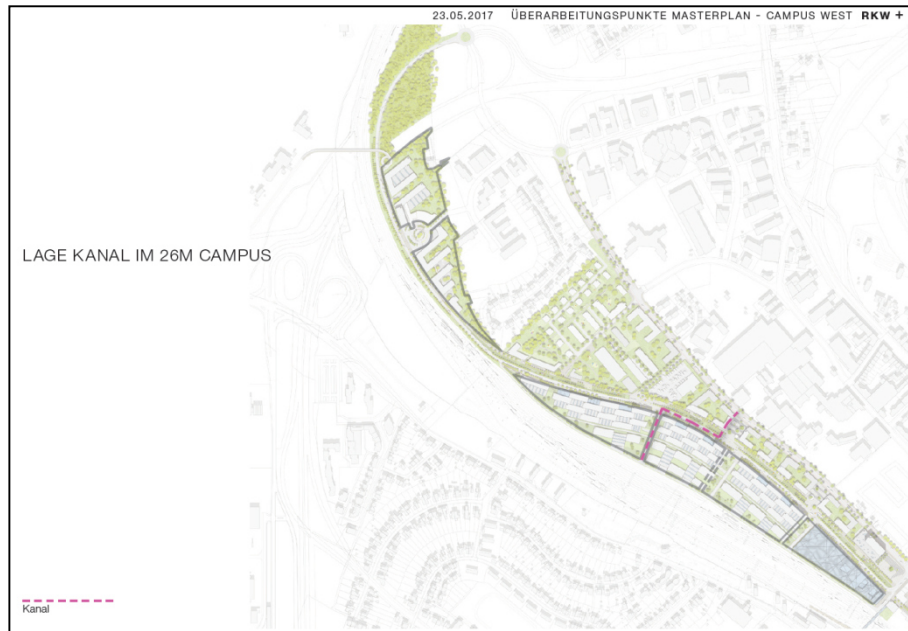 23.05.2017 ÜBERARBEITUNGSPUNKTE MASTERPLAN - CAMPUS WEST RKW +
LAGE KANAL IM 26M CAMPUS
Kanal